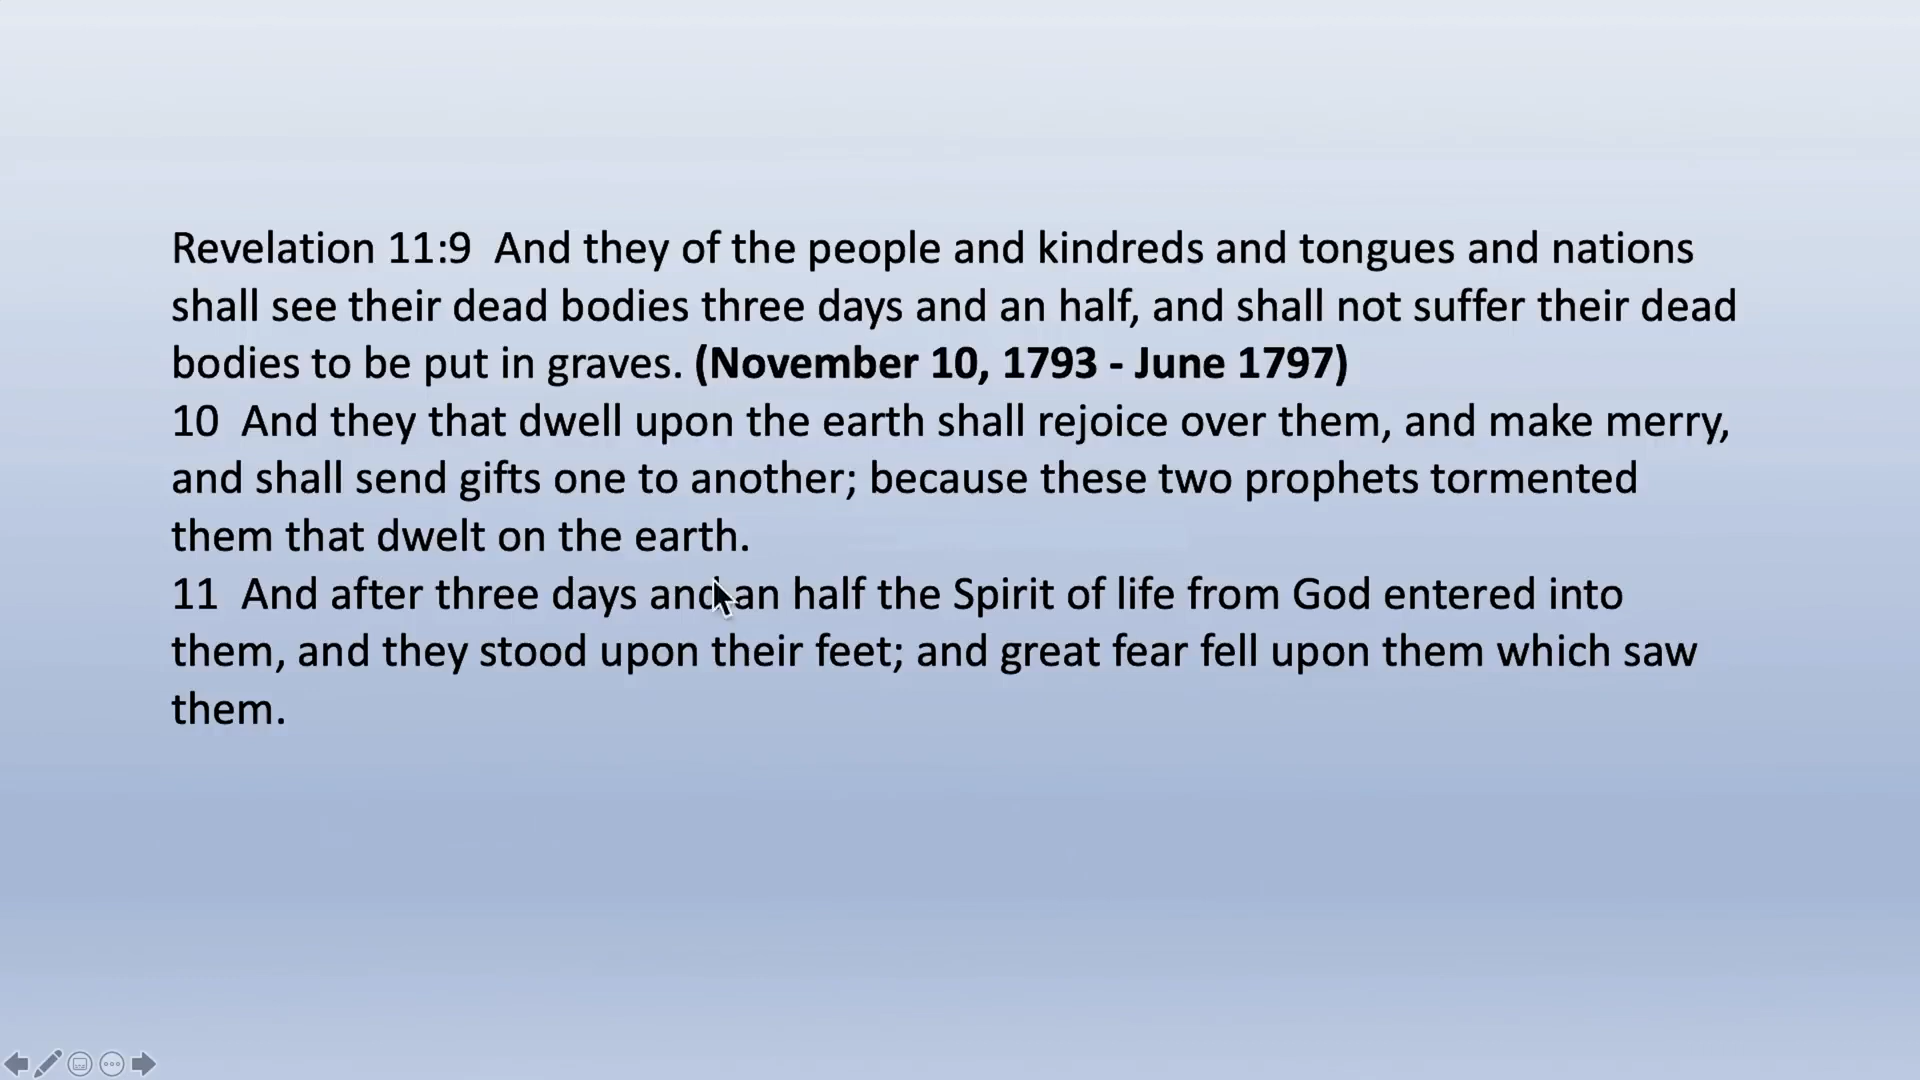 Revelation 11:9  And they of the people and kindreds and tongues and nations
shall see their dead bodies three days and an half, and shall not suffer their dead
bodies to be put in graves. (November 10, 1793 - June 1797)
10  And they that dwell upon the earth shall rejoice over them, and make merry,
and shall send gifts one to another; because these two prophets tormented
them that dwelt on the earth.
11  And after three days and an half the Spirit of life from God entered into
them, and they stood upon their feet; and great fear fell upon them which saw
them.